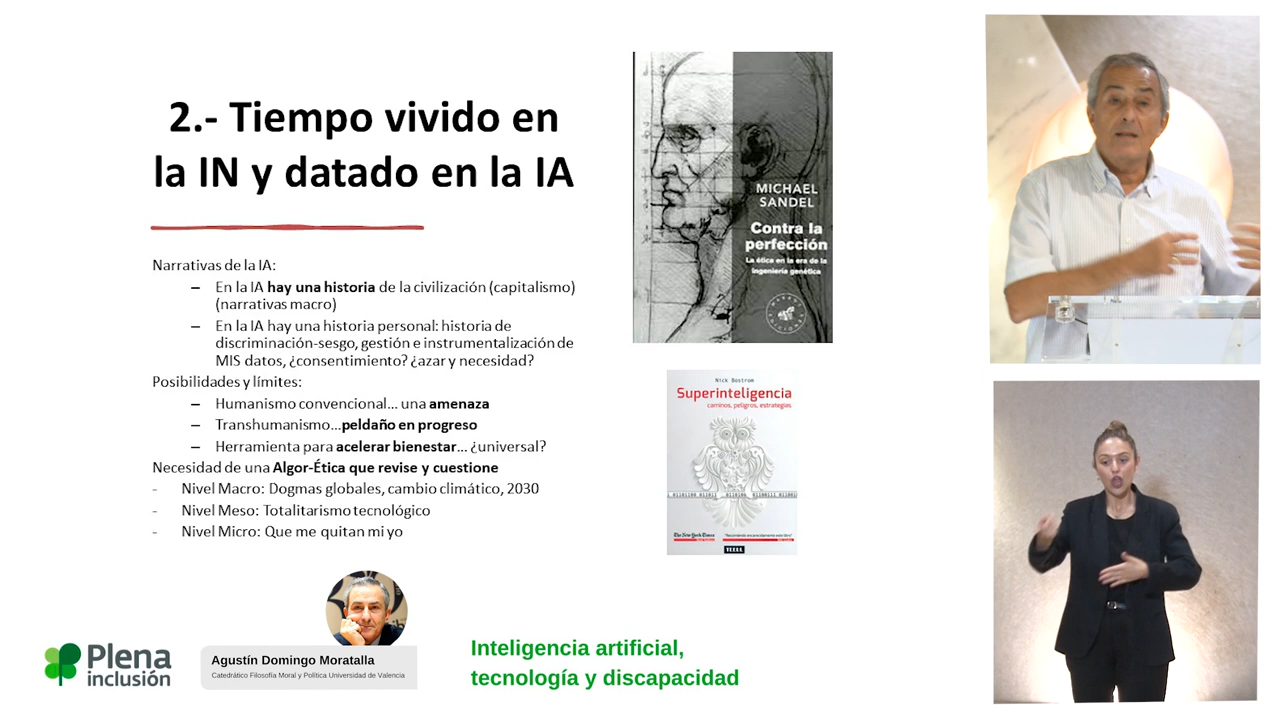 2.- Tiempo vivido en
la IN y datado en la IA
Narrativas de la IA:
– En la IA hay una historia de la civilización (capitalismo)
(narrativas macro)
– En la IA hay una historia personal: historia de
discriminación-sesgo, gestión e instrumentalización de
MIS datos, ¿consentimiento? ¿azar y necesidad?
Posibilidades y límites:
– Humanismo convencional... una amenaza
– Transhumanismo...peldaño en progreso
– Herramienta para acelerar bienestar... ¿universal?
Necesidad de una Algor-Ética que revise y cuestione
- Nivel Macro: Dogmas globales, cambio climático, 2030
- Nivel Meso: Totalitarismo tecnológico
- Nivel Micro: Que me quitan mi yo
MICHAEL
SANDEL
Contra la
perfección
La ética en la era de la
ingeniería genética
Nick Bostrom
Superinteligencia
caminos, peligros, estrategias
The New York Times
TEELL
Plena
inclusión
Agustín Domingo Moratalla
Catedrático Filosofía Moral y Política Universidad de Valencia
Inteligencia artificial,
tecnología y discapacidad